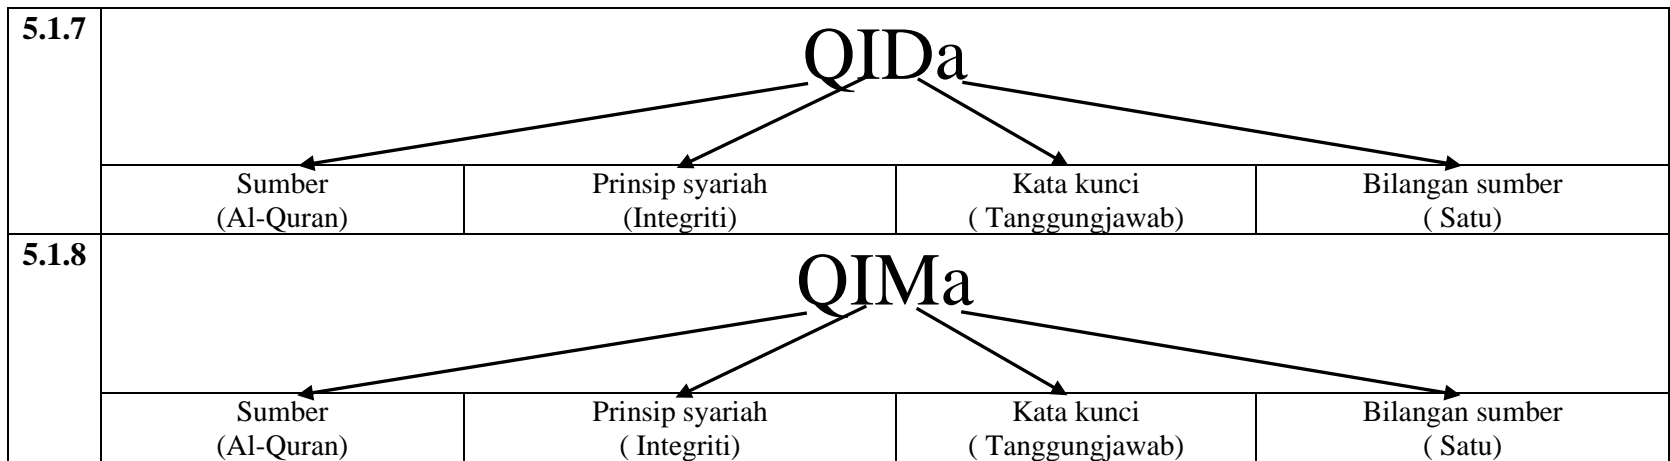 5.1.7
QIDa
Sumber
(Al-Quran)
Prinsip syariah
(Integriti)
Kata kunci
( Tanggungjawab)
Bilangan sumber
( Satu)
5.1.8
QIMa
Sumber
(Al-Quran)
Prinsip syariah
( Integriti)
Kata kunci
( Tanggungjawab)
Bilangan sumber
( Satu)